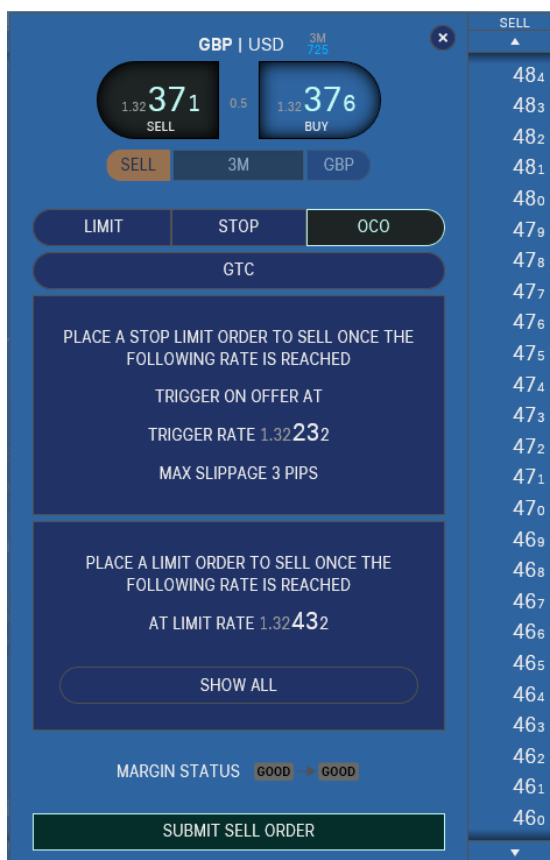 GBP | USD 3M
725
1.32371 0.5 1.32376
SELL BUY
SELL 3M GBP
LIMIT STOP OCO
GTC
PLACE A STOP LIMIT ORDER TO SELL ONCE THE
FOLLOWING RATE IS REACHED
TRIGGER ON OFFER AT
TRIGGER RATE 1.32232
MAX SLIPPAGE 3 PIPS
PLACE A LIMIT ORDER TO SELL ONCE THE
FOLLOWING RATE IS REACHED
AT LIMIT RATE 1.32432
SHOW ALL
MARGIN STATUS GOOD → GOOD
SUBMIT SELL ORDER
SELL
484
483
482
481
480
479
478
477
476
475
474
473
472
471
470
469
468
467
466
465
464
463
462
461
460